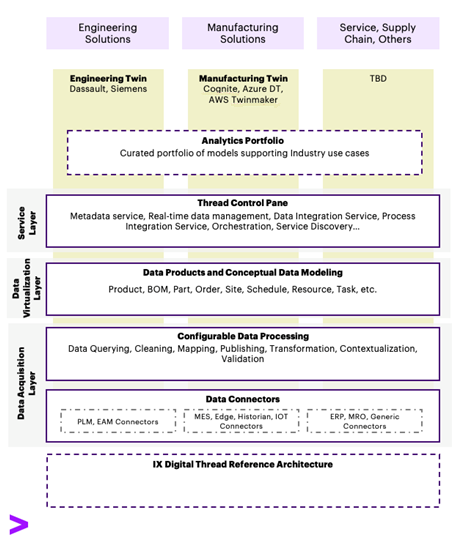 Engineering
Solutions
Manufacturing
Solutions
Service, Supply
Chain, Others
Engineering Twin
Dassault, Siemens
Manufacturing Twin
Cognite, Azure DT,
AWS Twinmaker
TBD
Analytics Portfolio
Curated portfolio of models supporting Industry use cases
Service
Layer
Thread Control Pane
Metadata service, Real-time data management, Data Integration Service, Process
Integration Service, Orchestration, Service Discovery...
Data
Virtualization
Layer
Data Products and Conceptual Data Modeling
Product, BOM, Part, Order, Site, Schedule, Resource, Task, etc.
Data Acquisition
Layer
Configurable Data Processing
Data Querying, Cleaning, Mapping, Publishing, Transformation, Contextualization,
Validation
Data Connectors
PLM, EAM Connectors
MES, Edge, Historian, IOT
Connectors
ERP, MRO, Generic
Connectors
IX Digital Thread Reference Architecture